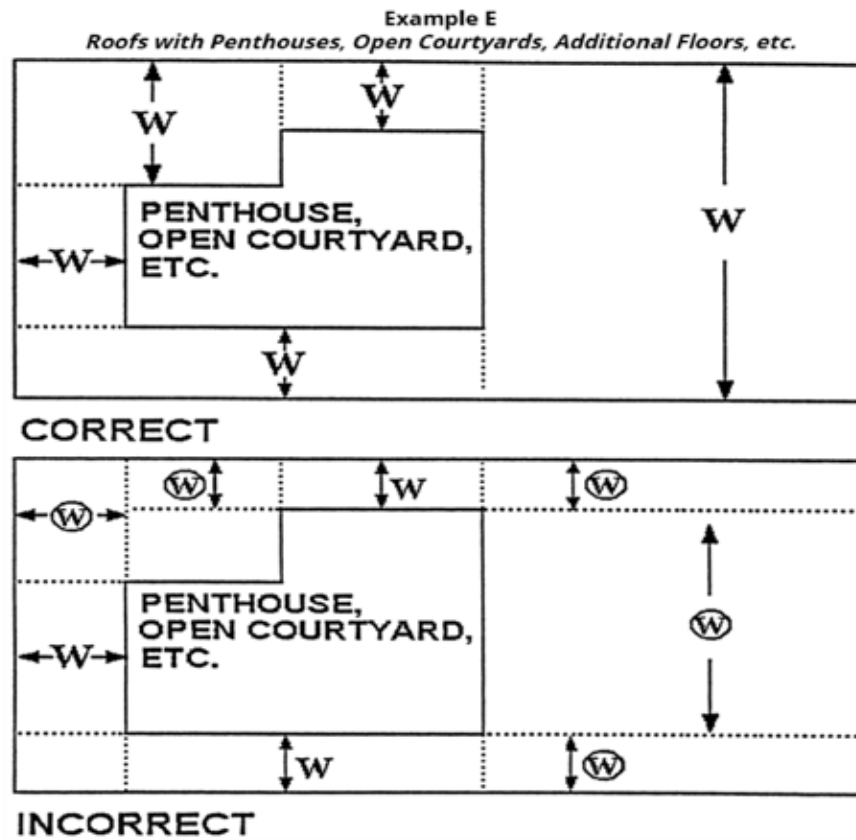 Example E
Roofs with Penthouses, Open Courtyards, Additional Floors, etc.
W
W
W
PENTHOUSE,
OPEN COURTYARD,
ETC.
W
W
CORRECT
W
W
W
W
PENTHOUSE,
OPEN COURTYARD,
ETC.
W
W
W
W
INCORRECT